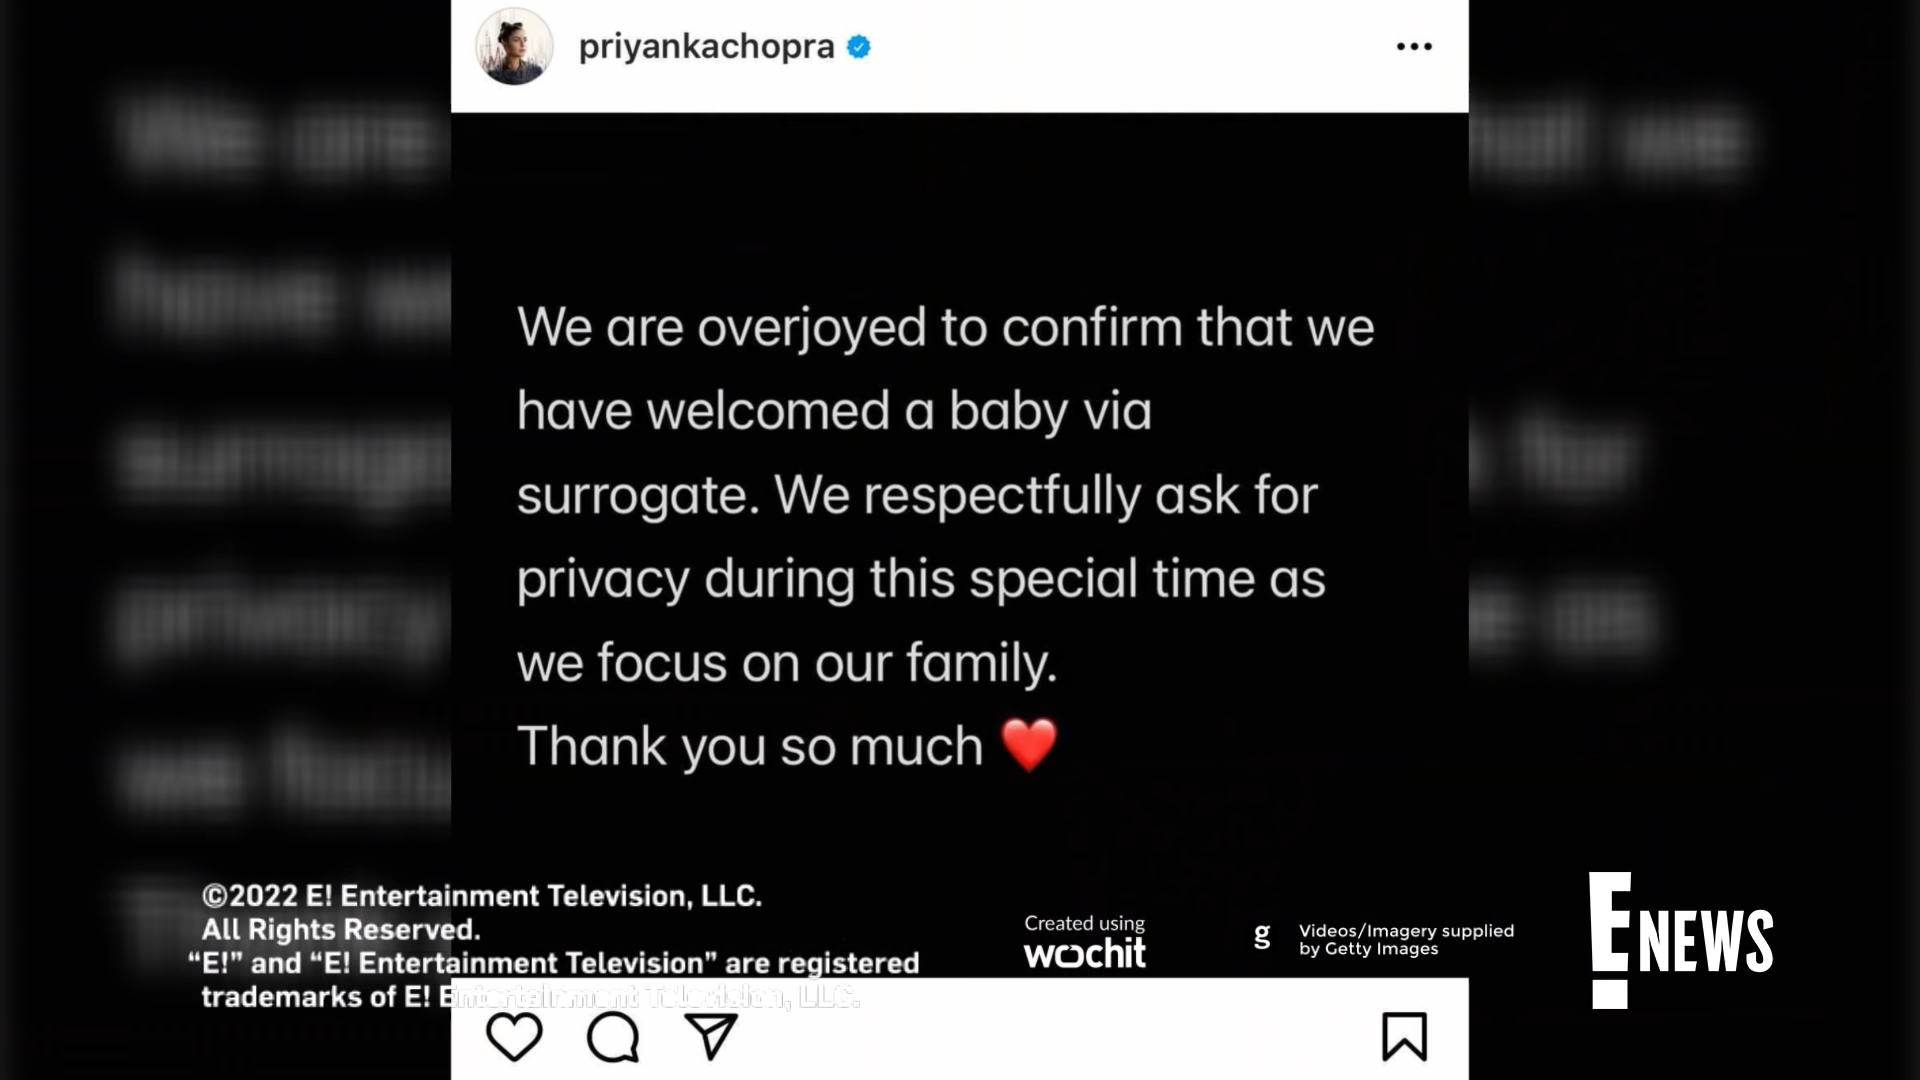 priyankachopra
We are overjoyed to confirm that we
have welcomed a baby via
surrogate. We respectfully ask for
privacy during this special time as
we focus on our family.
Thank you so much ❤️
©2022 E! Entertainment Television, LLC.
All Rights Reserved.
“E!” and “E! Entertainment Television” are registered
trademarks of E! Entertainment Television, LLC.
Created using
wochit
g
Videos/Imagery supplied
by Getty Images
E! NEWS